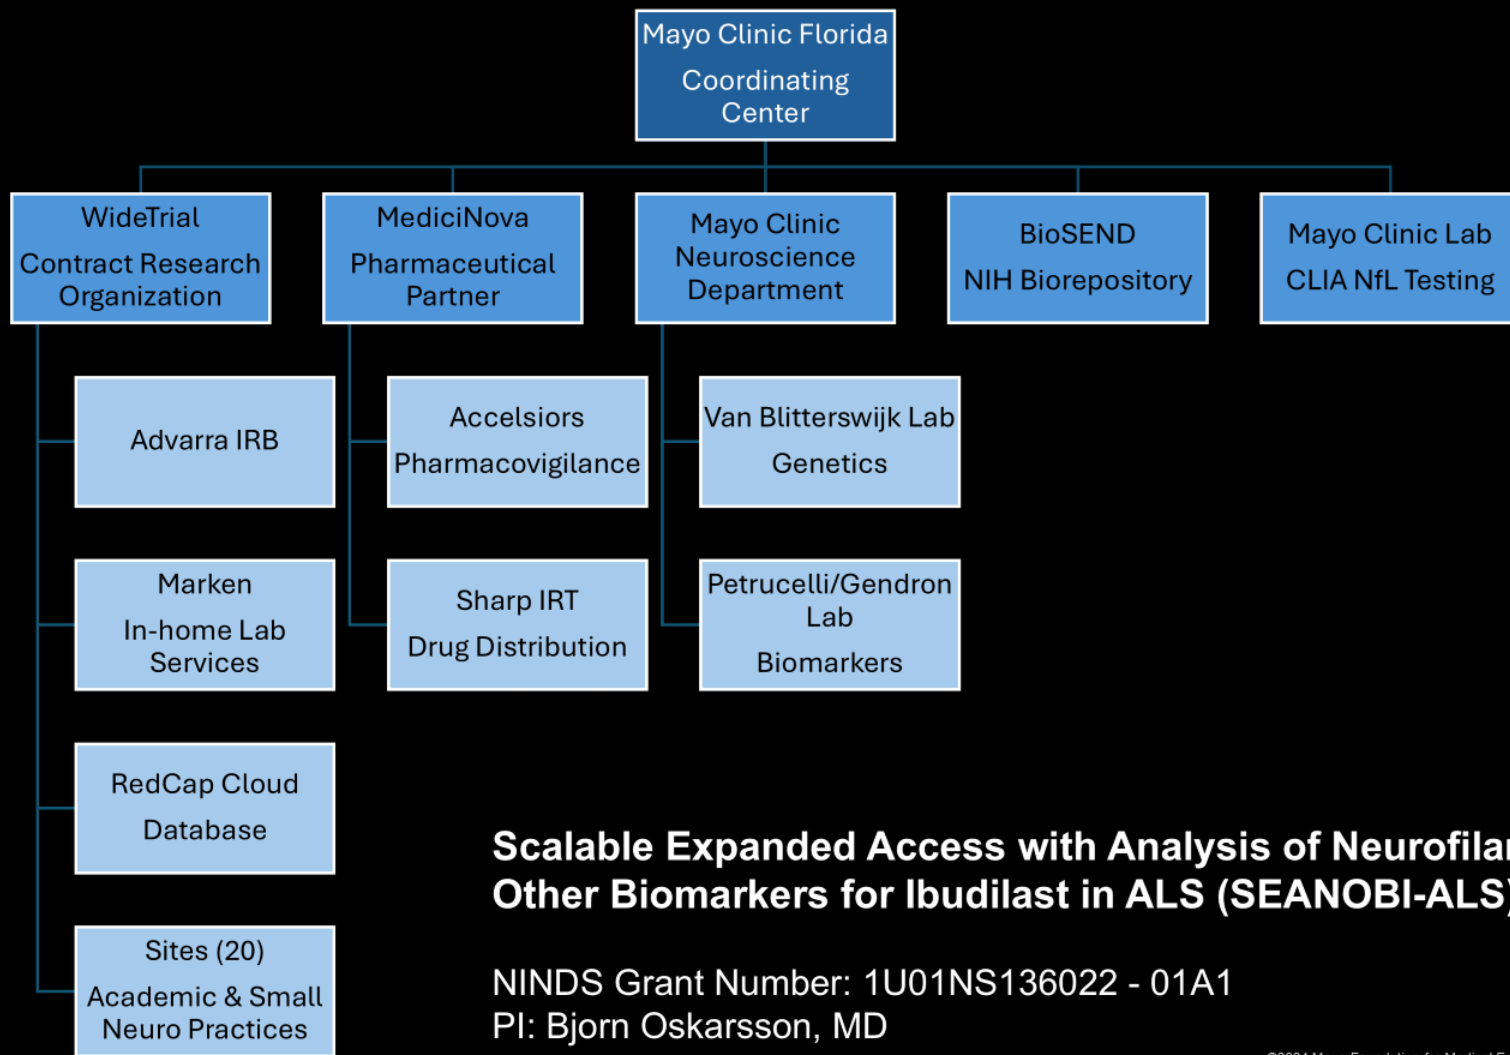 Mayo Clinic Florida
Coordinating
Center
WideTrial
Contract Research
Organization
MediciNova
Pharmaceutical
Partner
Mayo Clinic
Neuroscience
Department
BioSEND
NIH Biorepository
Mayo Clinic Lab
CLIA NfL Testing
Advarra IRB
Accelsiors
Pharmacovigilance
Van Blitterswijk Lab
Genetics
Marken
In-home Lab
Services
Sharp IRT
Drug Distribution
Petrucelli/Gendron
Lab
Biomarkers
RedCap Cloud
Database
Sites (20)
Academic & Small
Neuro Practices
Scalable Expanded Access with Analysis of Neurofilar
Other Biomarkers for Ibudilast in ALS (SEANOBI-ALS)
NINDS Grant Number: 1U01NS136022 - 01A1
PI: Bjorn Oskarsson, MD